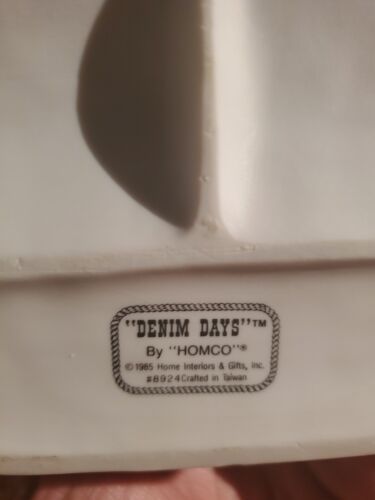 "DENIM DAYS"™
By "HOMCO"®
©1985 Home Interiors & Gifts, Inc.
#8924 Crafted in Taiwan